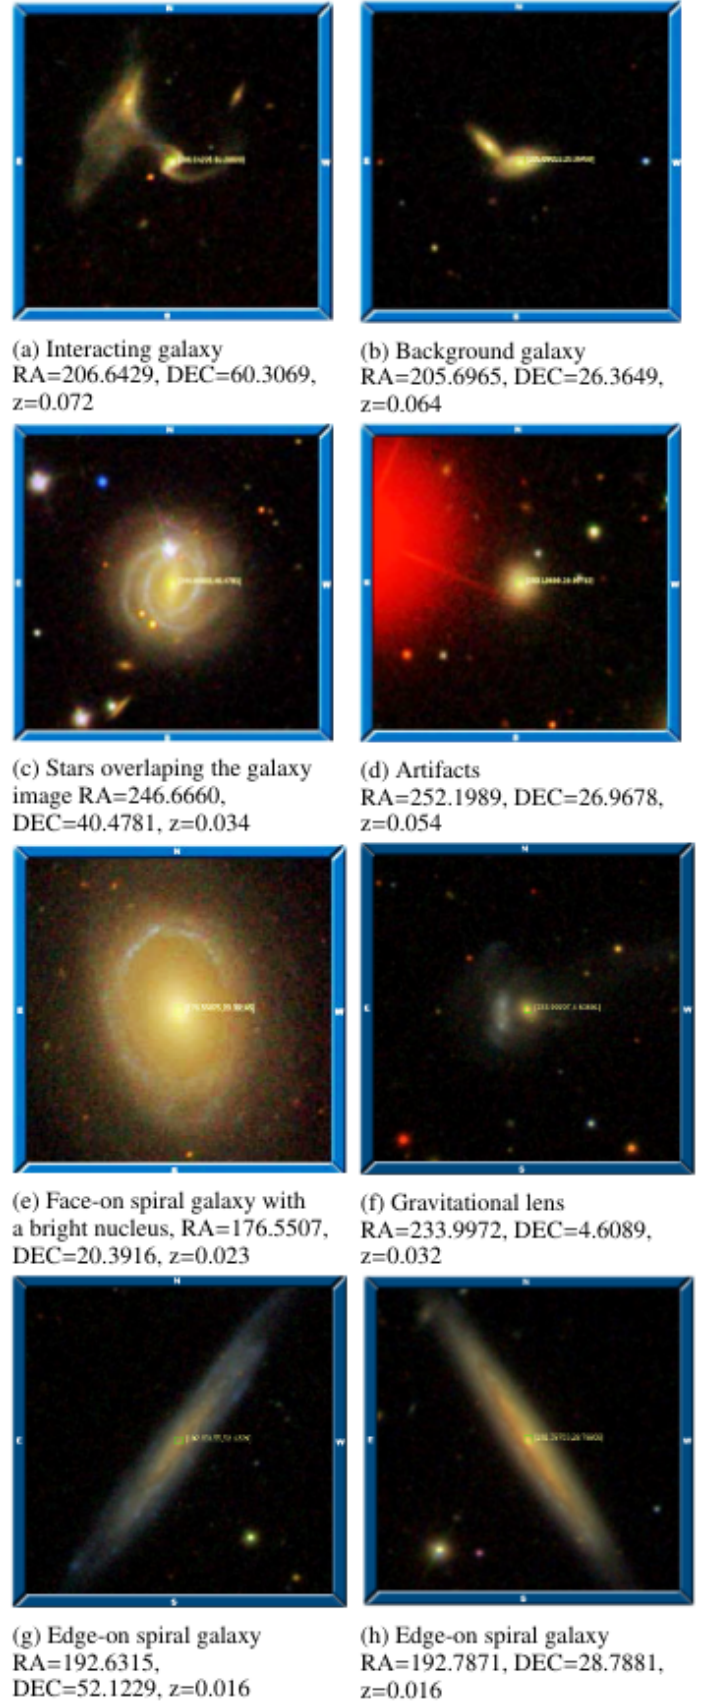 N
E
W
S
N
E
W
S
(a) Interacting galaxy
RA=206.6429, DEC=60.3069,
z=0.072
(b) Background galaxy
RA=205.6965, DEC=26.3649,
z=0.064
N
E
W
S
N
E
W
S
(c) Stars overlaping the galaxy
image RA=246.6660,
DEC=40.4781, z=0.034
(d) Artifacts
RA=252.1989, DEC=26.9678,
z=0.054
N
E
W
S
N
E
W
S
(e) Face-on spiral galaxy with
a bright nucleus, RA=176.5507,
DEC=20.3916, z=0.023
(f) Gravitational lens
RA=233.9972, DEC=4.6089,
z=0.032
N
E
W
S
N
E
W
S
(g) Edge-on spiral galaxy
RA=192.6315,
DEC=52.1229, z=0.016
(h) Edge-on spiral galaxy
RA=192.7871, DEC=28.7881,
z=0.016